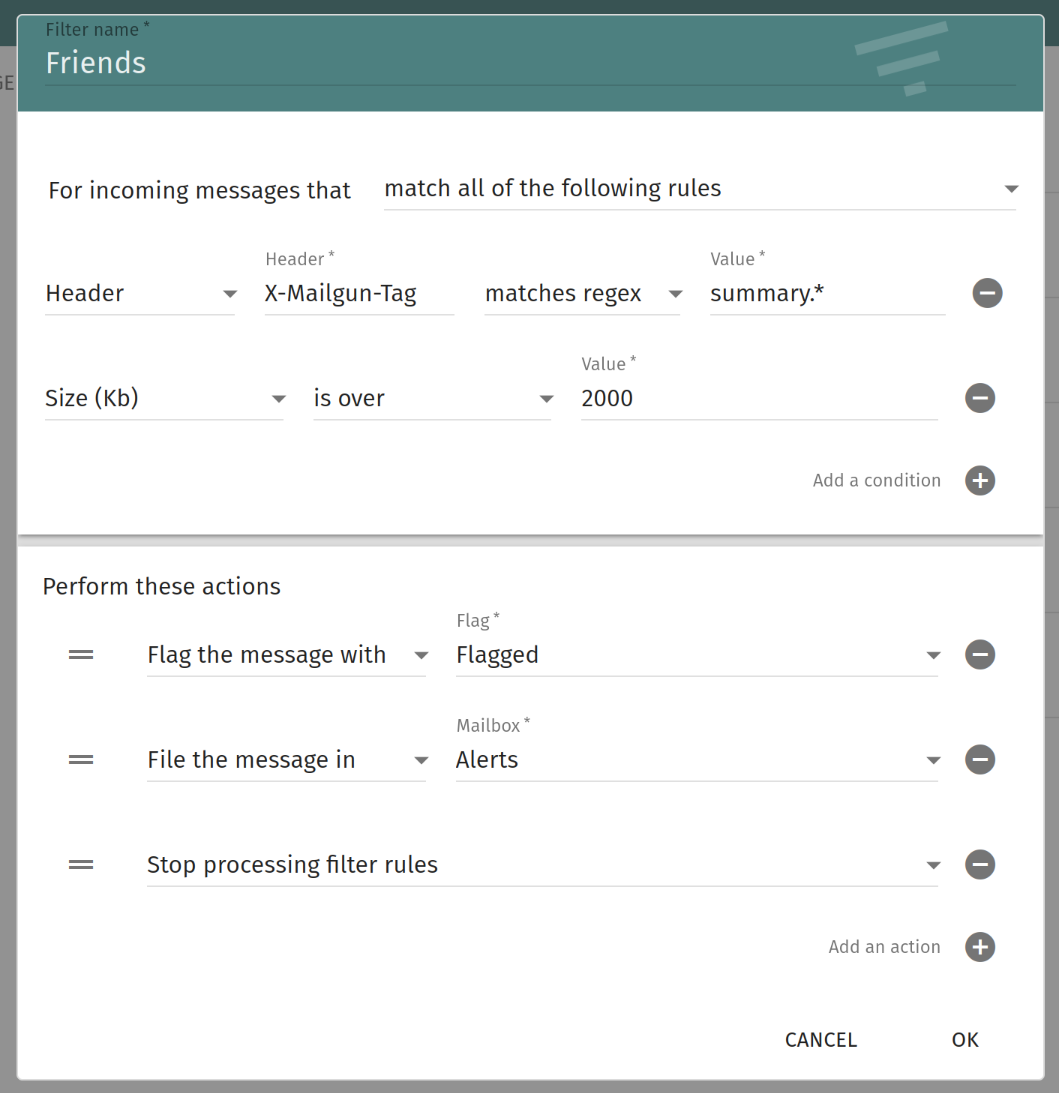 Filter name *
Friends
GE
For incoming messages that match all of the following rules
Header * Value *
Header X-Mailgun-Tag matches regex summary.*
Value *
Size (Kb) is over 2000
Add a condition
Perform these actions
Flag *
Flag the message with Flagged
Mailbox *
File the message in Alerts
Stop processing filter rules
Add an action
CANCEL OK